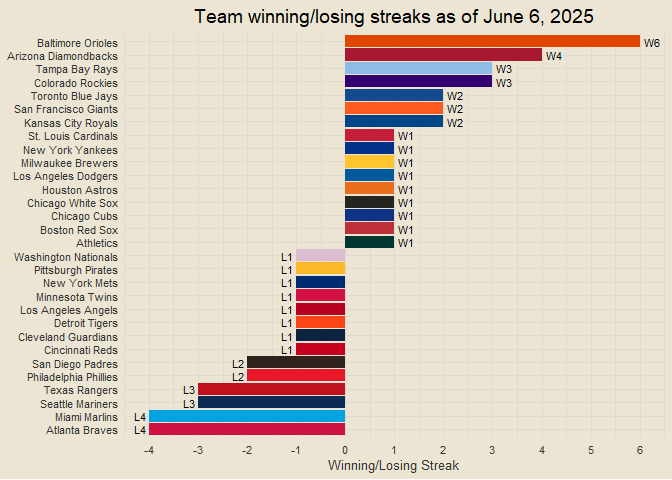 Team winning/losing streaks as of June 6, 2025
Baltimore Orioles W6
Arizona Diamondbacks W4
Tampa Bay Rays W3
Colorado Rockies W3
Toronto Blue Jays W2
San Francisco Giants W2
Kansas City Royals W2
St. Louis Cardinals W1
New York Yankees W1
Milwaukee Brewers W1
Los Angeles Dodgers W1
Houston Astros W1
Chicago White Sox W1
Chicago Cubs W1
Boston Red Sox W1
Athletics W1
Washington Nationals L1
Pittsburgh Pirates L1
New York Mets L1
Minnesota Twins L1
Los Angeles Angels L1
Detroit Tigers L1
Cleveland Guardians L1
Cincinnati Reds L1
San Diego Padres L2
Philadelphia Phillies L2
Texas Rangers L3
Seattle Mariners L3
Miami Marlins L4
Atlanta Braves L4
-4 -3 -2 -1 0 1 2 3 4 5 6
Winning/Losing Streak